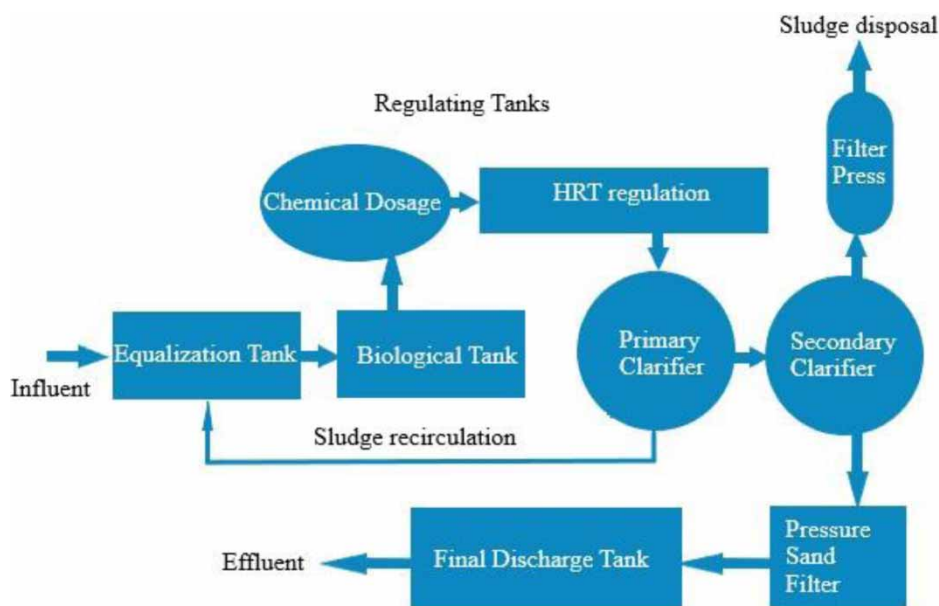 Sludge disposal
Regulating Tanks
Filter
Press
Chemical Dosage
HRT regulation
Equalization Tank
Biological Tank
Primary
Clarifier
Secondary
Clarifier
Influent
Sludge recirculation
Pressure
Sand
Filter
Final Discharge Tank
Effluent